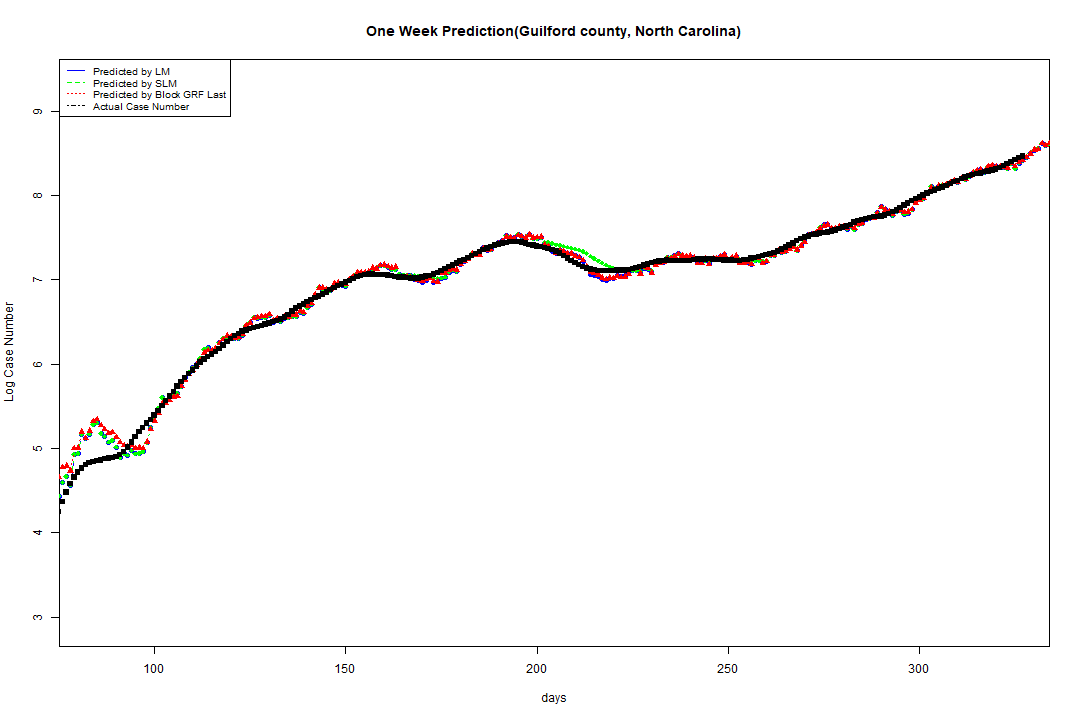 One Week Prediction(Guilford county, North Carolina)
Predicted by LM
Predicted by SLM
Predicted by Block GRF Last
Actual Case Number
9
8
7
6
5
4
3
Log Case Number
100 150 200 250 300
days